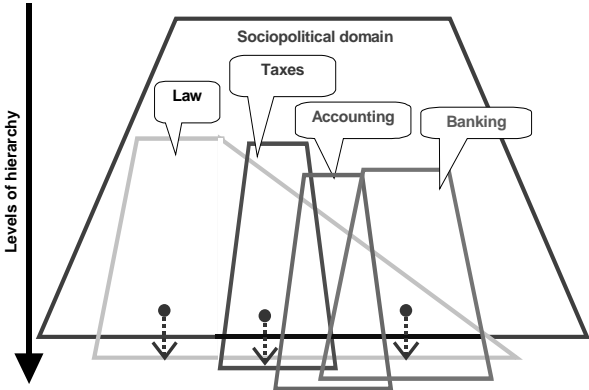 Sociopolitical domain
Taxes
Law
Accounting
Banking
Levels of hierarchy